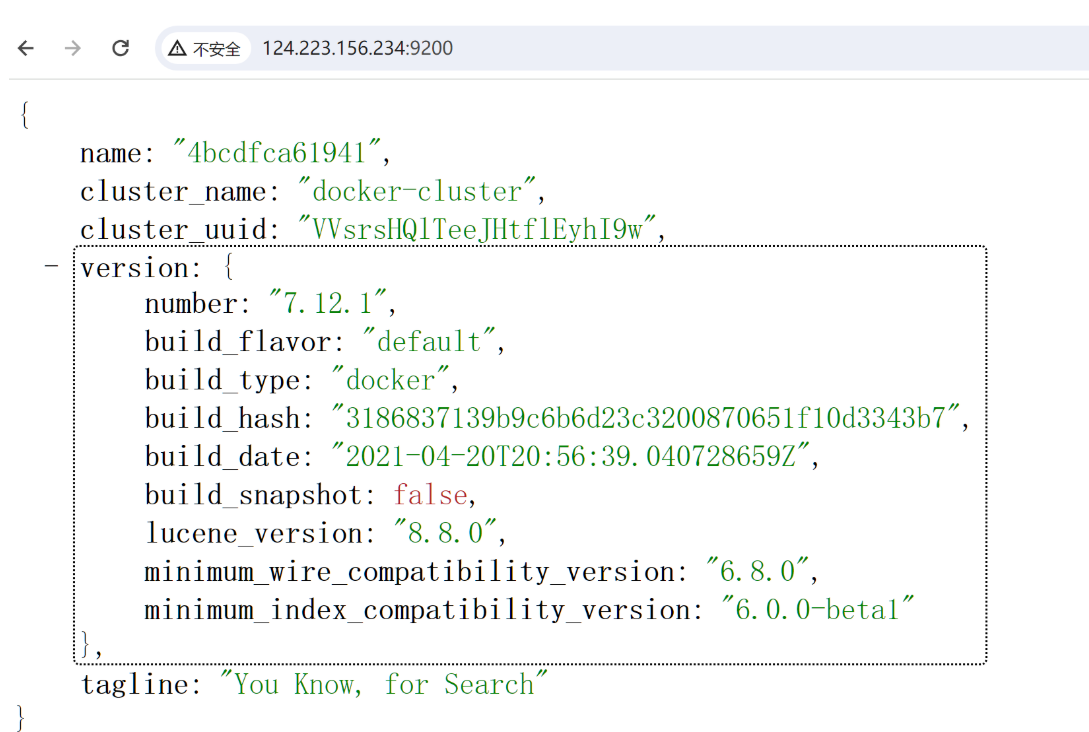 不安全 124.223.156.234:9200
{
name: "4bcdfca61941",
cluster_name: "docker-cluster",
cluster_uuid: "VVsrsHQlTeeJHtflEyhI9w",
− version: {
number: "7.12.1",
build_flavor: "default",
build_type: "docker",
build_hash: "3186837139b9c6b6d23c3200870651f10d3343b7",
build_date: "2021-04-20T20:56:39.040728659Z",
build_snapshot: false,
lucene_version: "8.8.0",
minimum_wire_compatibility_version: "6.8.0",
minimum_index_compatibility_version: "6.0.0-beta1"
},
tagline: "You Know, for Search"
}